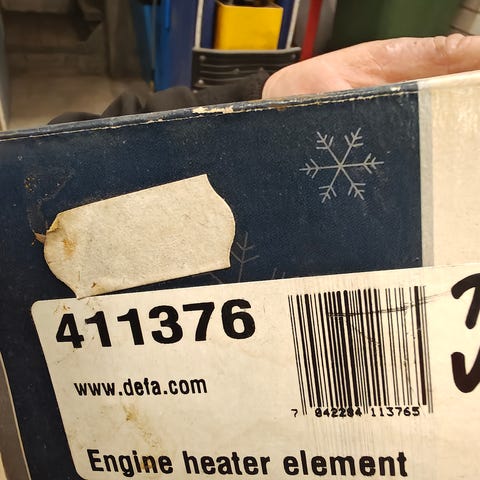 411376
www.defa.com
7 042284 113765
Engine heater element